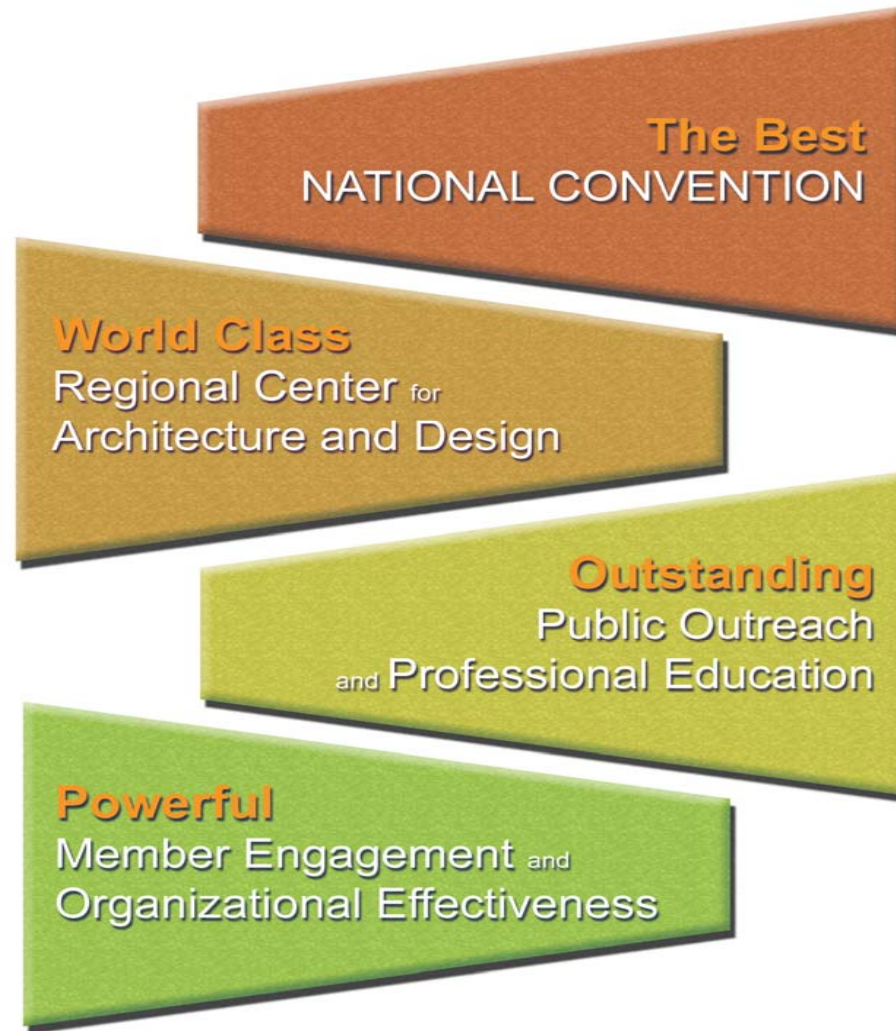 The Best
NATIONAL CONVENTION
World Class
Regional Center for
Architecture and Design
Outstanding
Public Outreach
and Professional Education
Powerful
Member Engagement and
Organizational Effectiveness